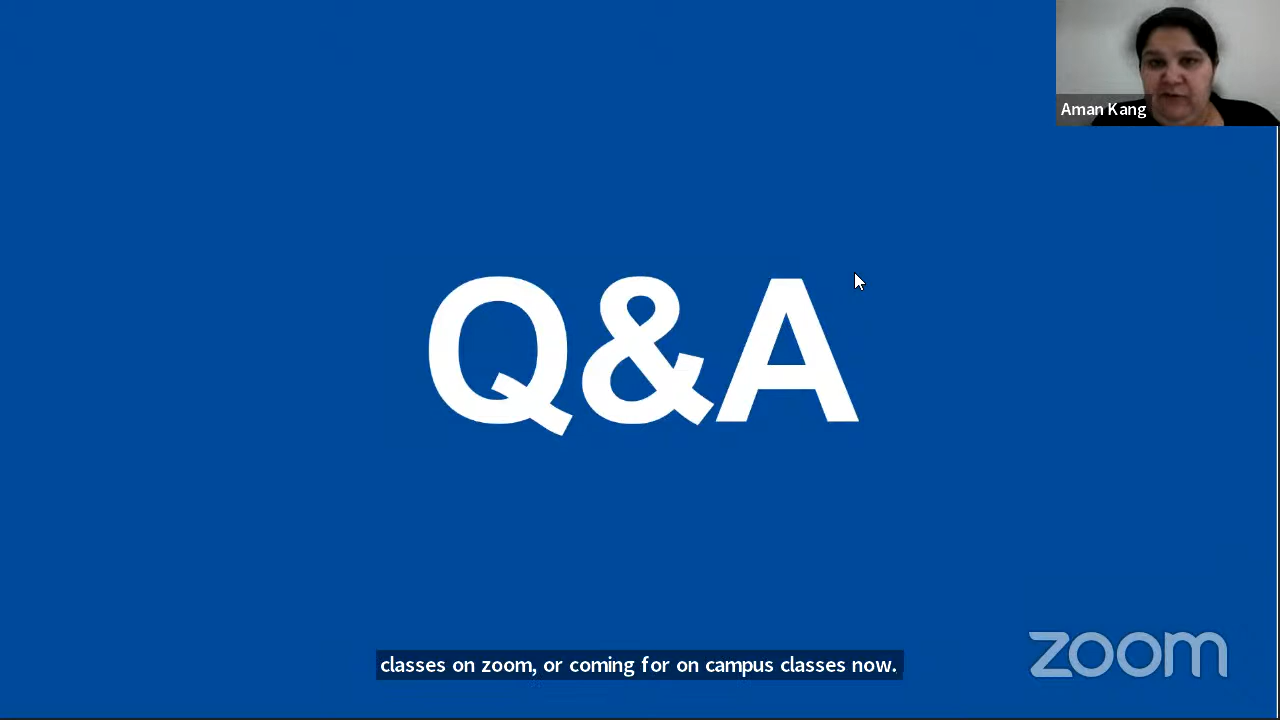 Aman Kang
Q&A
classes on zoom, or coming for on campus classes now.
zoom